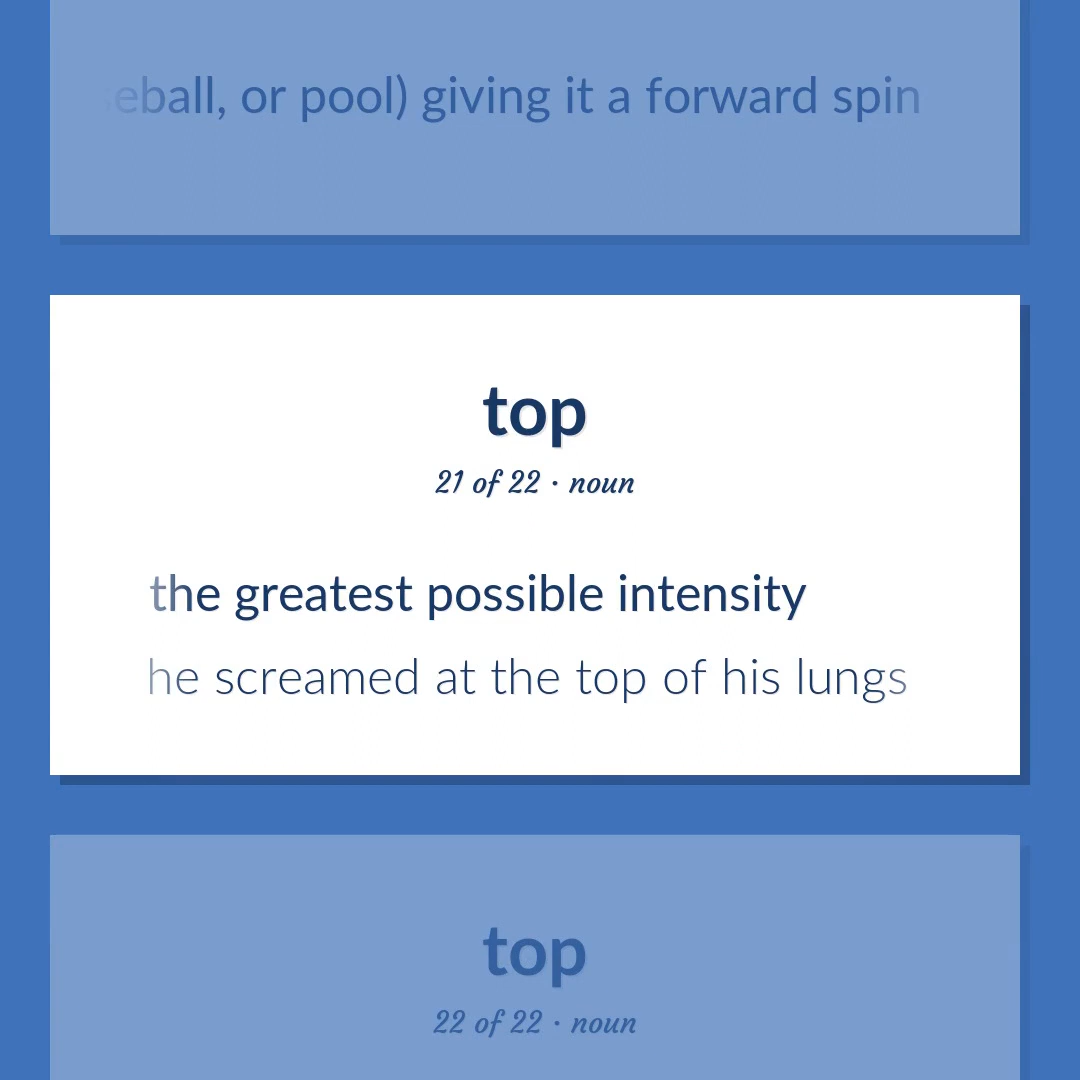 eball, or pool) giving it a forward spin
top
21 of 22 · noun
the greatest possible intensity
he screamed at the top of his lungs
top
22 of 22 · noun